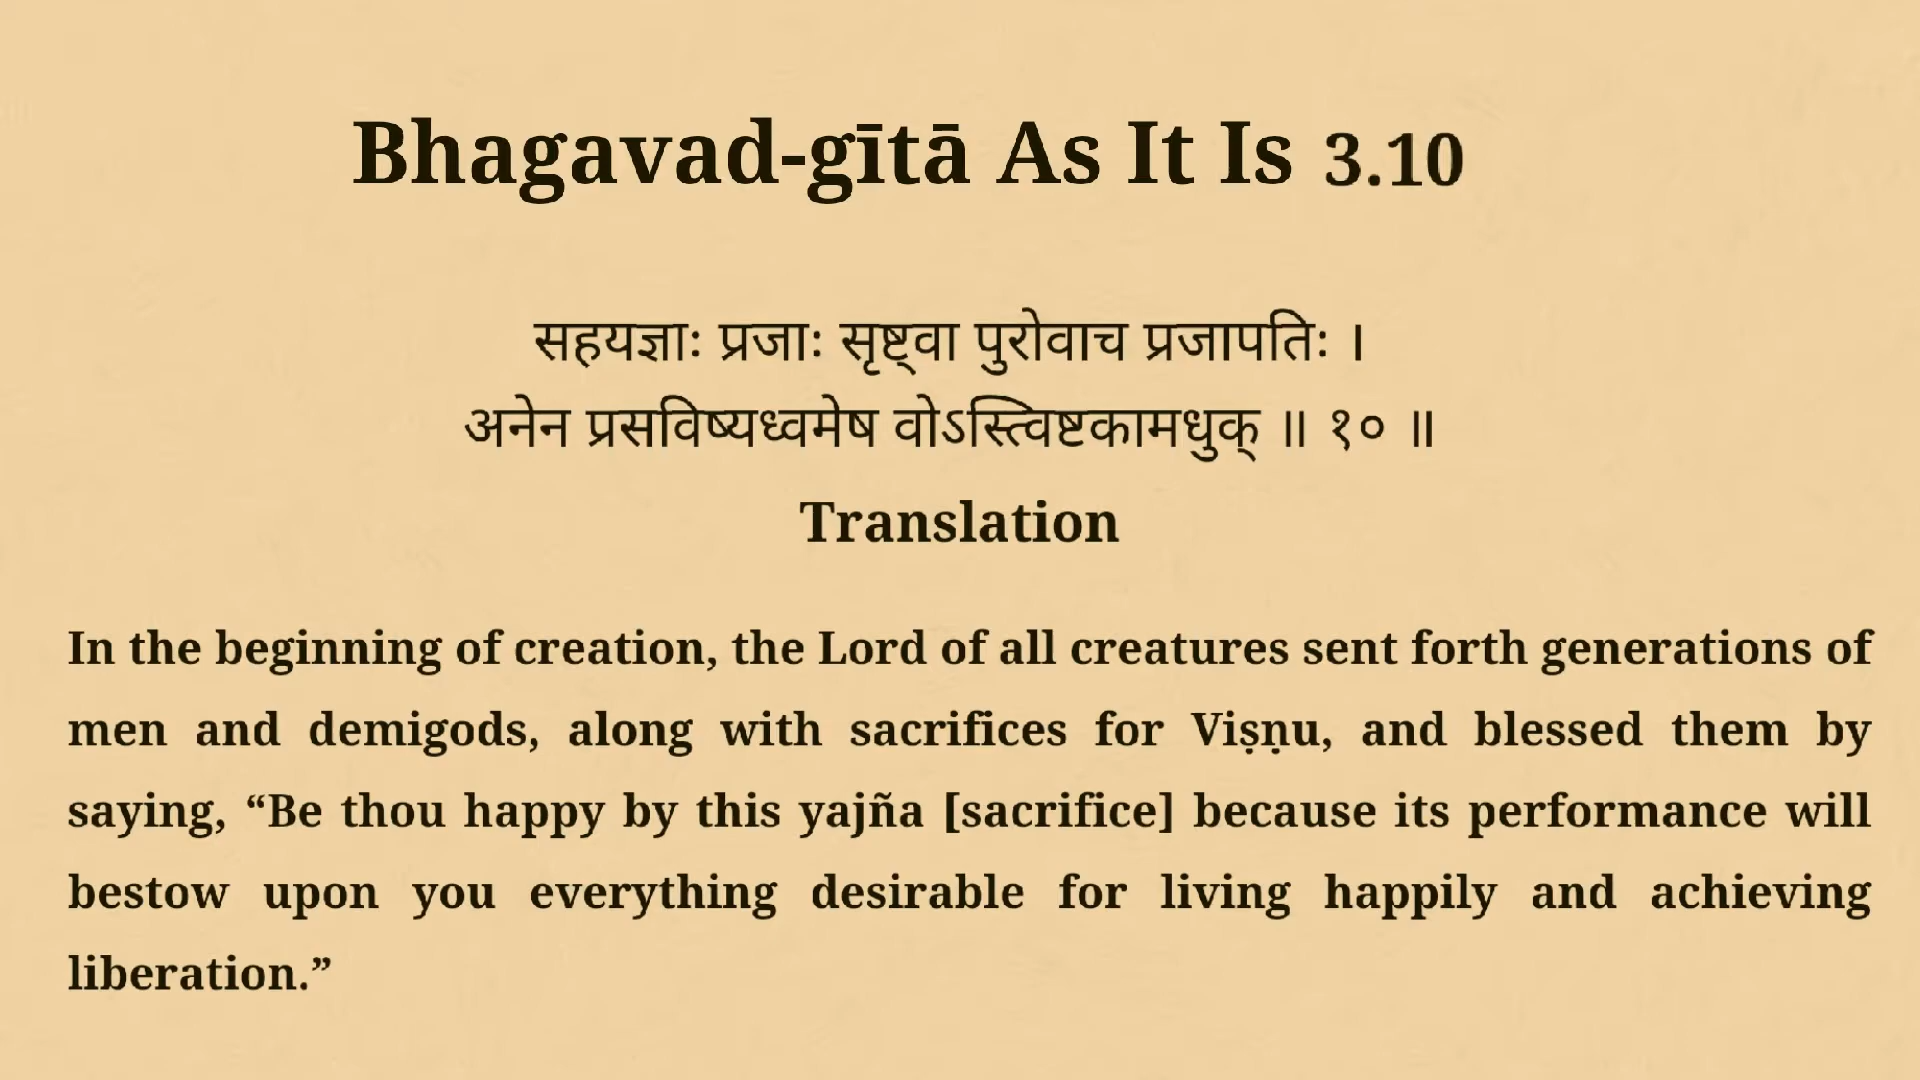 Bhagavad-gītā As It Is 3.10
सहयज्ञाः प्रजाः सृष्ट्वा पुरोवाच प्रजापतिः ।
अनेन प्रसविष्यध्वमेष वोऽस्त्विष्टकामधुक् ॥ १० ॥
Translation
In the beginning of creation, the Lord of all creatures sent forth generations of
men and demigods, along with sacrifices for Viṣṇu, and blessed them by
saying, “Be thou happy by this yajña [sacrifice] because its performance will
bestow upon you everything desirable for living happily and achieving
liberation.”